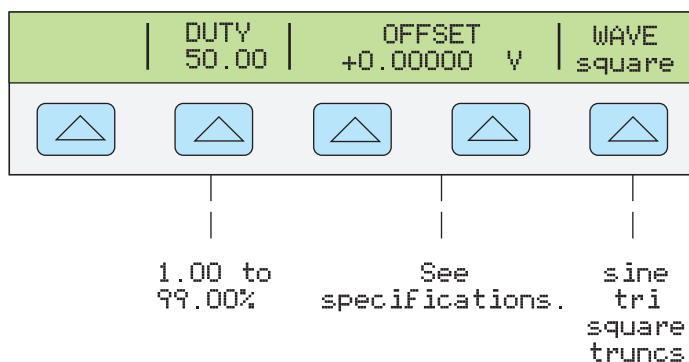 DUTY OFFSET WAVE
50.00 +0.00000 V square
1.00 to
99.00%
See
specifications.
sine
tri
square
truncs